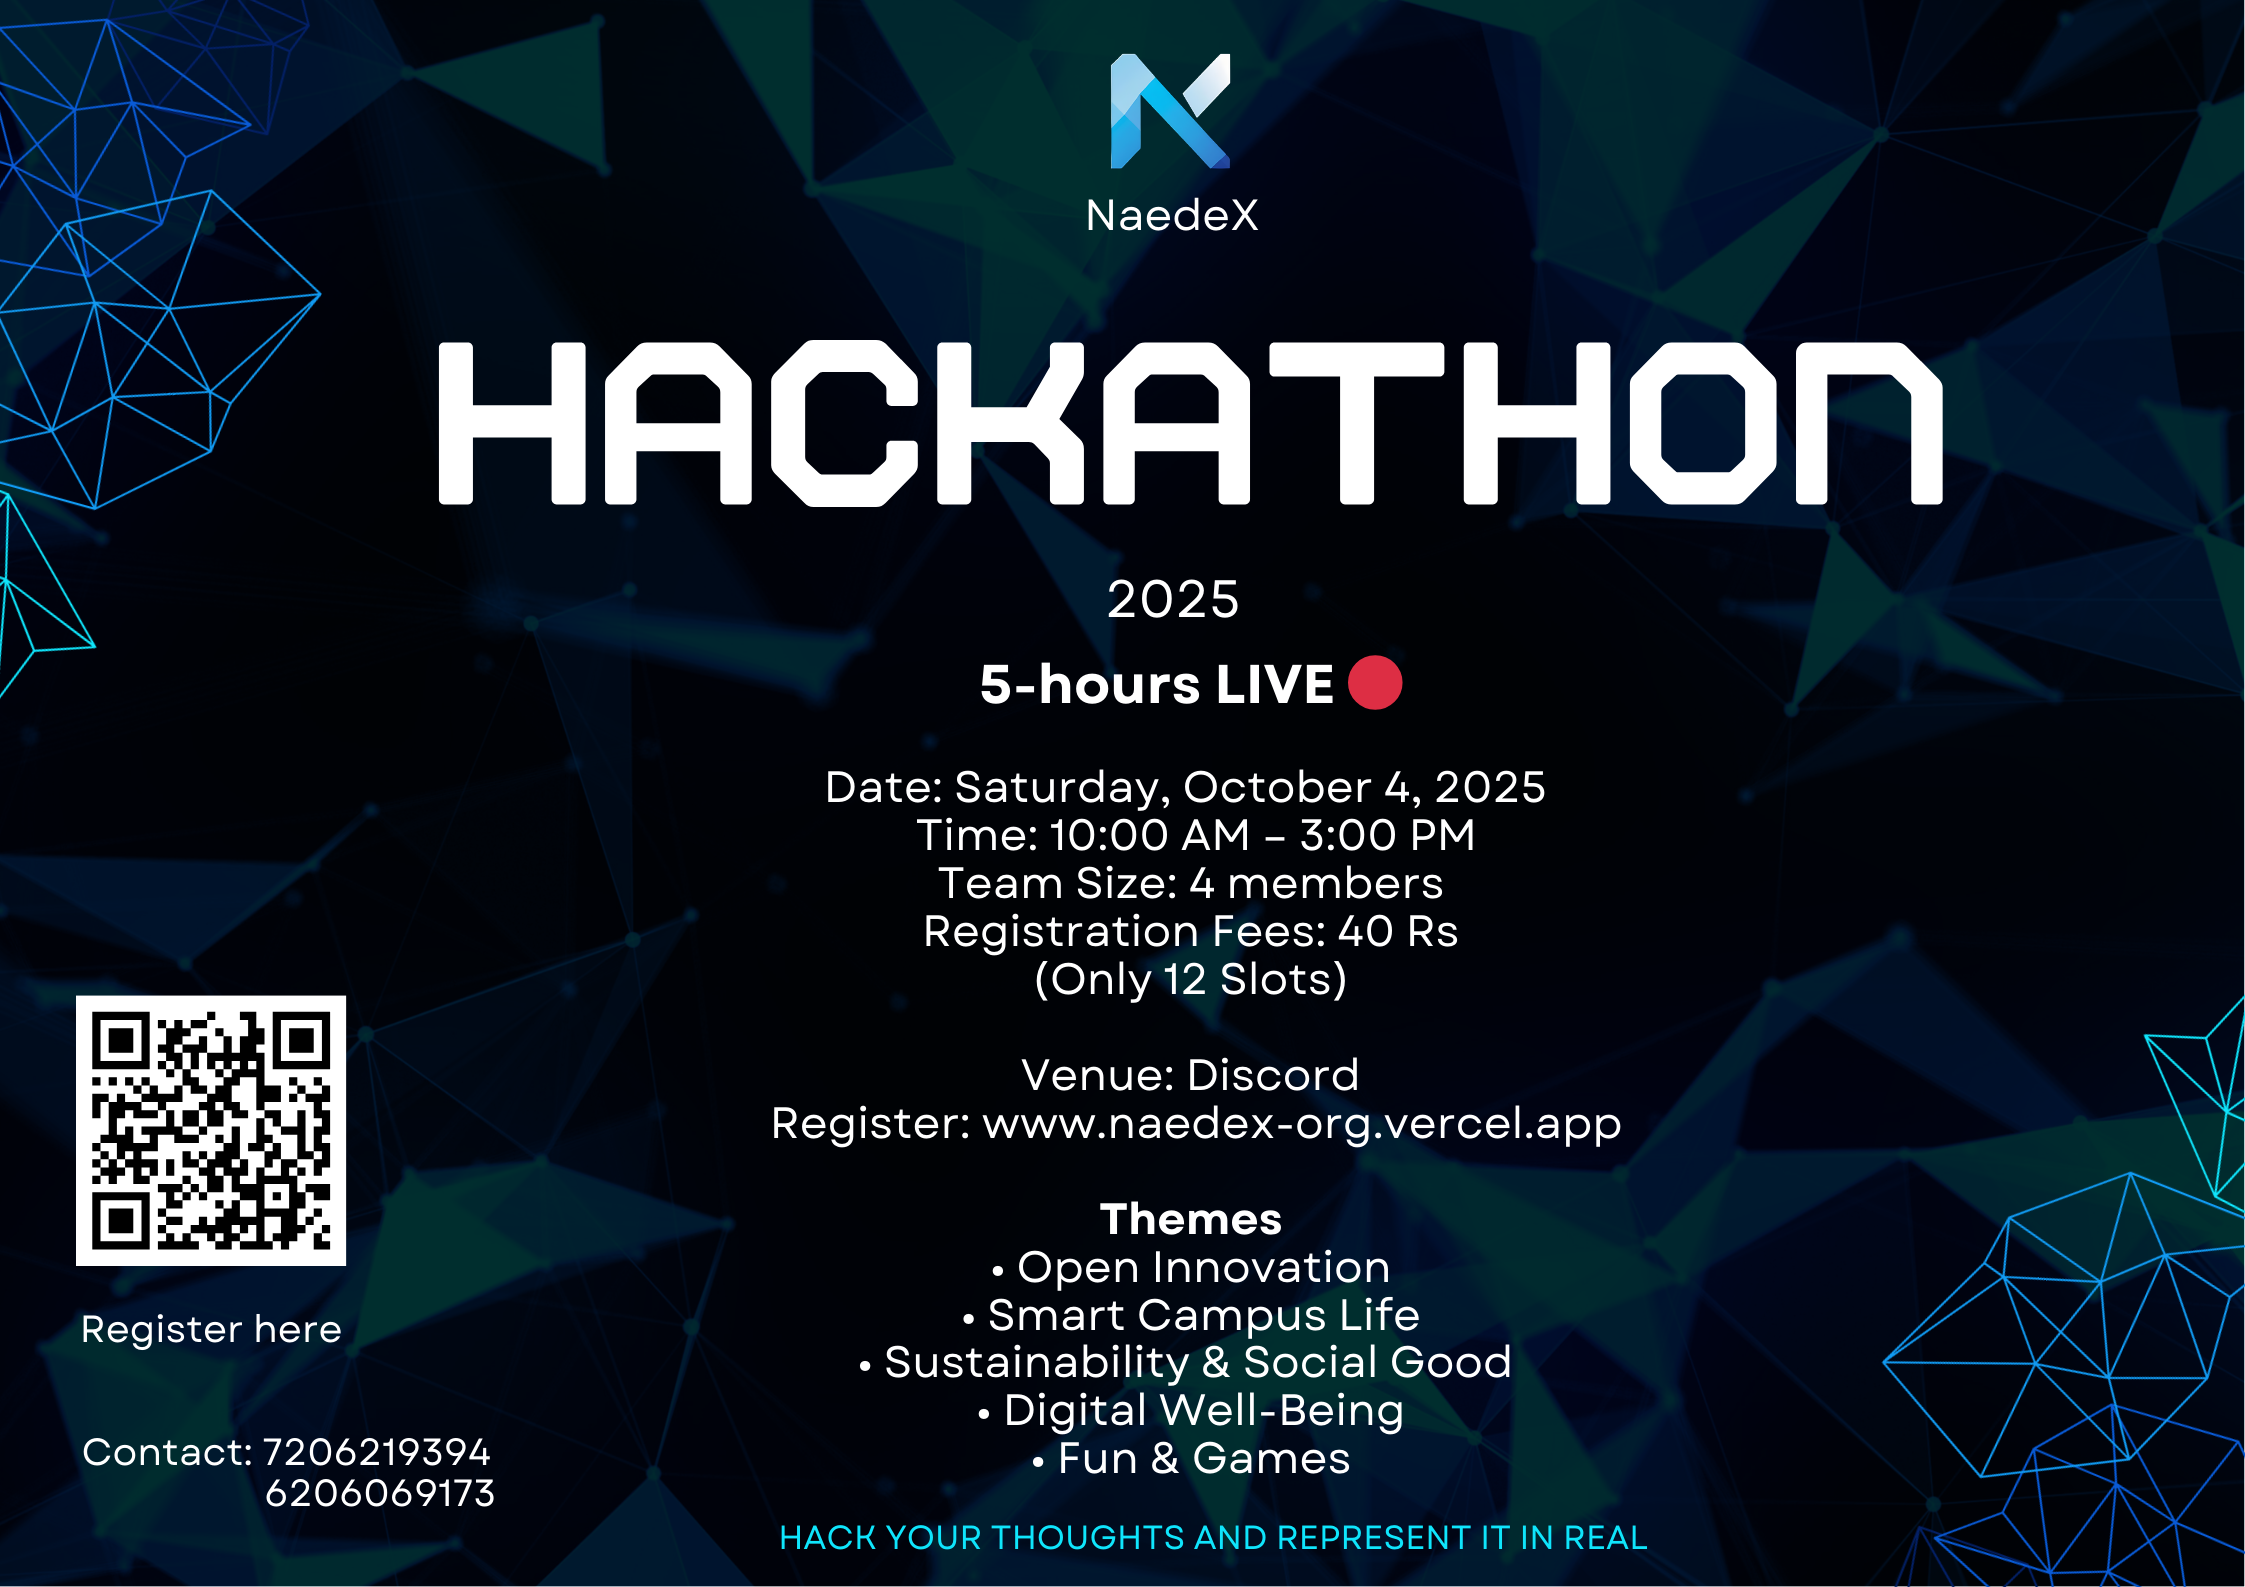 NaedeX
HACKATHON
2025
5-hours LIVE
Date: Saturday, October 4, 2025
Time: 10:00 AM – 3:00 PM
Team Size: 4 members
Registration Fees: 40 Rs
(Only 12 Slots)
Venue: Discord
Register: www.naedex-org.vercel.app
Themes
• Open Innovation
• Smart Campus Life
• Sustainability & Social Good
• Digital Well-Being
• Fun & Games
HACK YOUR THOUGHTS AND REPRESENT IT IN REAL
Register here
Contact: 7206219394
6206069173